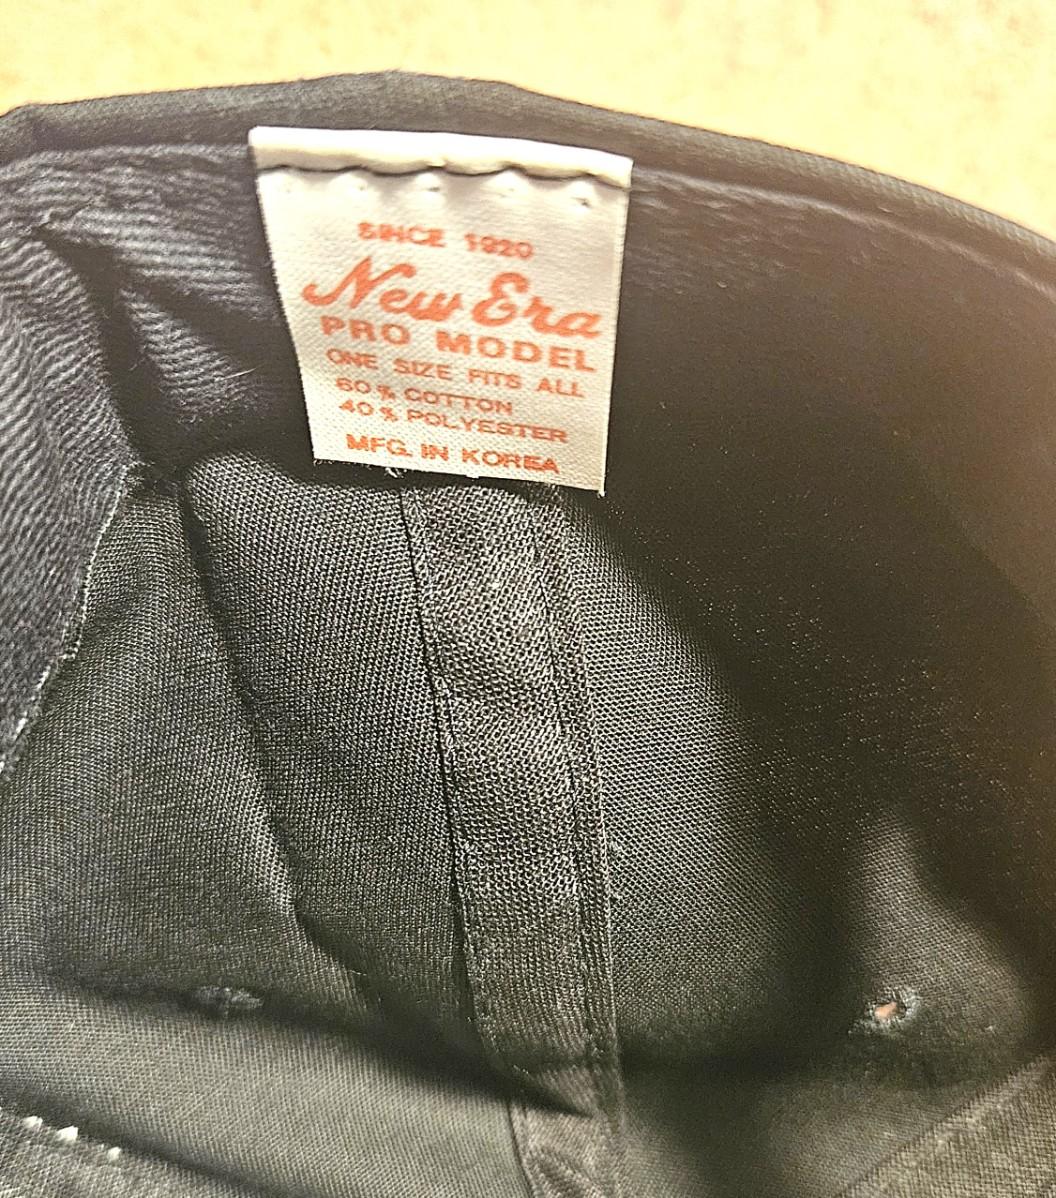 SINCE 1920
New Era
PRO MODEL
ONE SIZE FITS ALL
60% COTTON
40% POLYESTER
MFG. IN KOREA